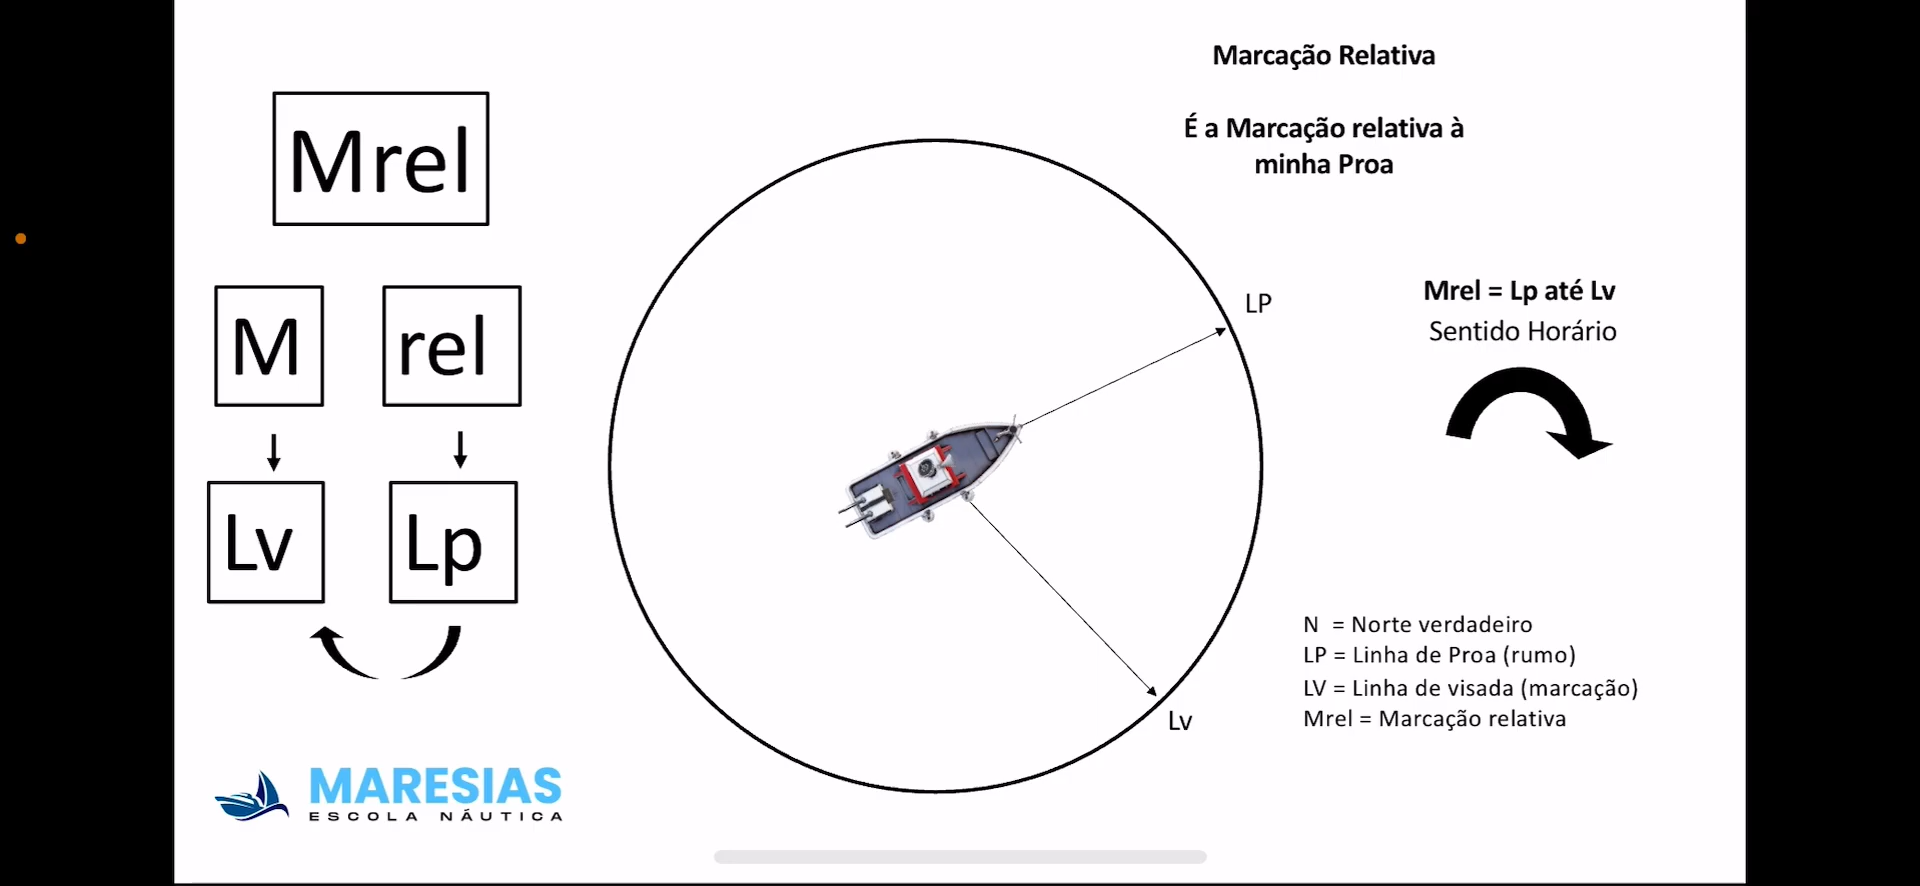 Mrel
M rel
Lv Lp
MARESIAS
ESCOLA NÁUTICA
LP
Lv
Marcação Relativa
É a Marcação relativa à
minha Proa
Mrel = Lp até Lv
Sentido Horário
N = Norte verdadeiro
LP = Linha de Proa (rumo)
LV = Linha de visada (marcação)
Mrel = Marcação relativa